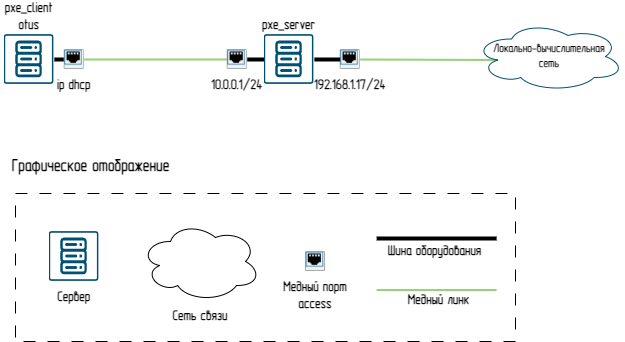 pxe_client
otus
pxe_server
Локально-вычислительная
сеть
ip dhcp
10.0.0.1/24
192.168.1.17/24
Графическое отображение
Шина оборудования
Сервер
Медный порт
access
Медный линк
Сеть связи